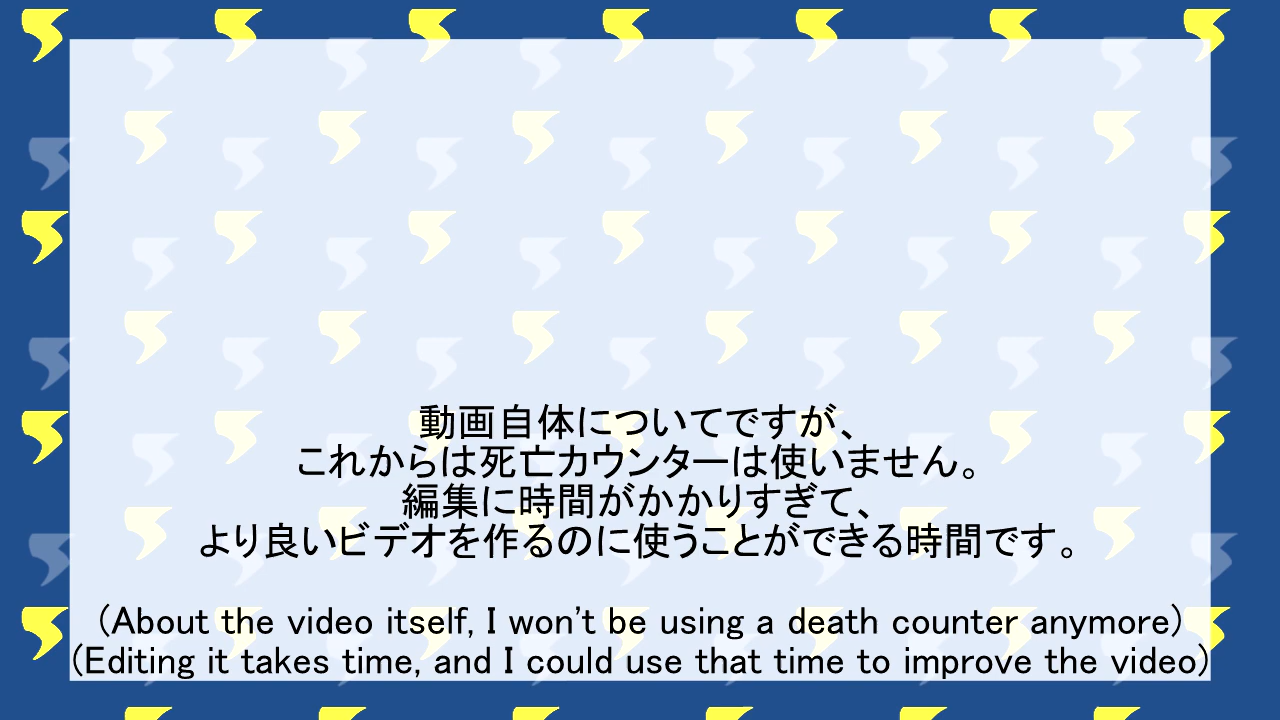 動画自体についてですが、
これからは死亡カウンターは使いません。
編集に時間がかかりすぎて、
より良いビデオを作るのに使うことができる時間です。
(About the video itself, I won't be using a death counter anymore)
(Editing it takes time, and I could use that time to improve the video)